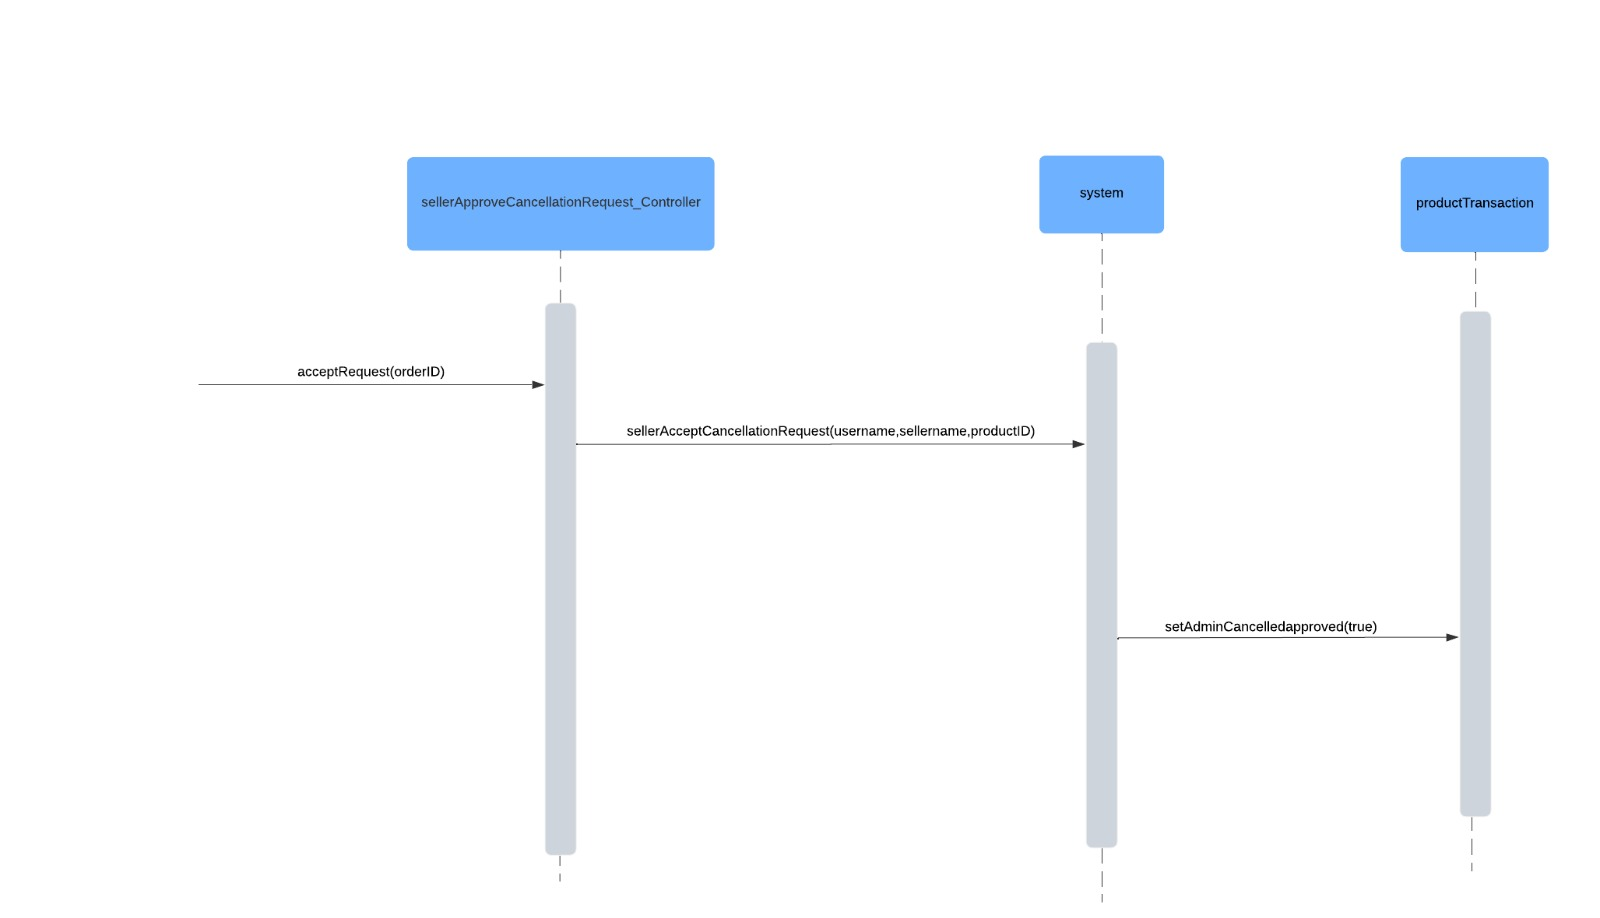 sellerApproveCancellationRequest_Controller
system
productTransaction
acceptRequest(orderID)
sellerAcceptCancellationRequest(username,sellername,productID)
setAdminCancelledapproved(true)